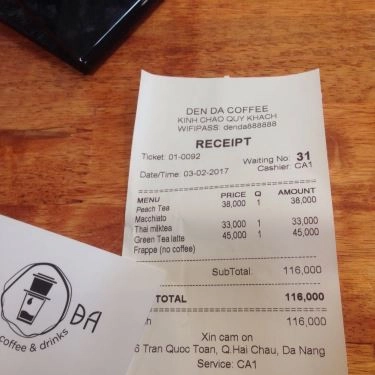 DEN DA COFFEE
KINH CHAO QUY KHACH
WIFIPASS: denda888888
RECEIPT
Ticket: 01-0092 Waiting No: 31
Cashier: CA1
Date/Time: 03-02-2017
MENU PRICE Q AMOUNT
Peach Tea 38,000 1 38,000
Macchiato
Thai milktea 33,000 1 33,000
Green Tea latte 45,000 1 45,000
Frappe (no coffee)
SubTotal: 116,000
TOTAL 116,000
h 116,000
Xin cam on
6 Tran Quoc Toan, Q.Hai Chau, Da Nang
Service: CA1
ĐA
coffee & drinks